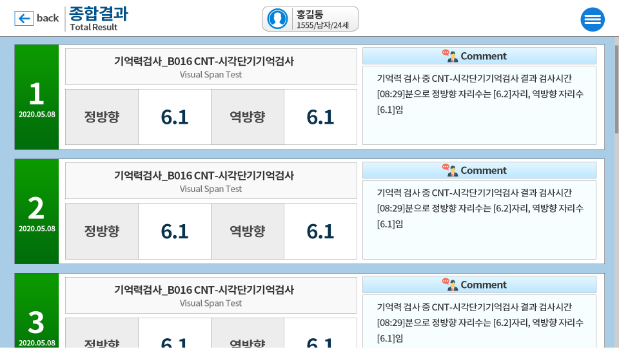 back
종합결과
Total Result
홍길동
1555/남자/24세
1
2020.05.08
기억력검사_B016 CNT-시각단기기억검사
Visual Span Test
정방향 6.1 역방향 6.1
Comment
기억력 검사 중 CNT-시각단기기억검사 결과 검사시간
[08:29]분으로 정방향 자리수는 [6.2]자리, 역방향 자리수
[6.1]임
2
2020.05.08
기억력검사_B016 CNT-시각단기기억검사
Visual Span Test
정방향 6.1 역방향 6.1
Comment
기억력 검사 중 CNT-시각단기기억검사 결과 검사시간
[08:29]분으로 정방향 자리수는 [6.2]자리, 역방향 자리수
[6.1]임
3
2020.05.08
기억력검사_B016 CNT-시각단기기억검사
Visual Span Test
정방향 6.1 역방향 6.1
Comment
기억력 검사 중 CNT-시각단기기억검사 결과 검사시간
[08:29]분으로 정방향 자리수는 [6.2]자리, 역방향 자리수
[6.1]임